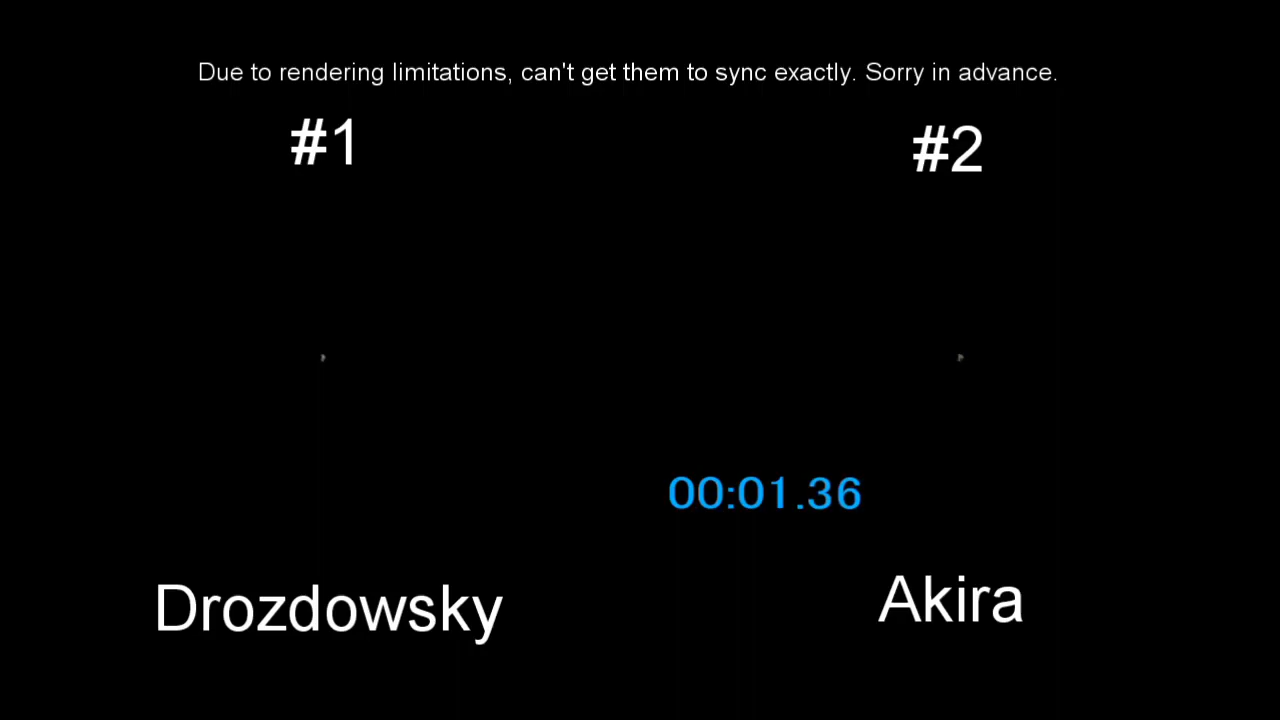 Due to rendering limitations, can't get them to sync exactly. Sorry in advance.
#1 #2
00:01.36
Drozdowsky Akira